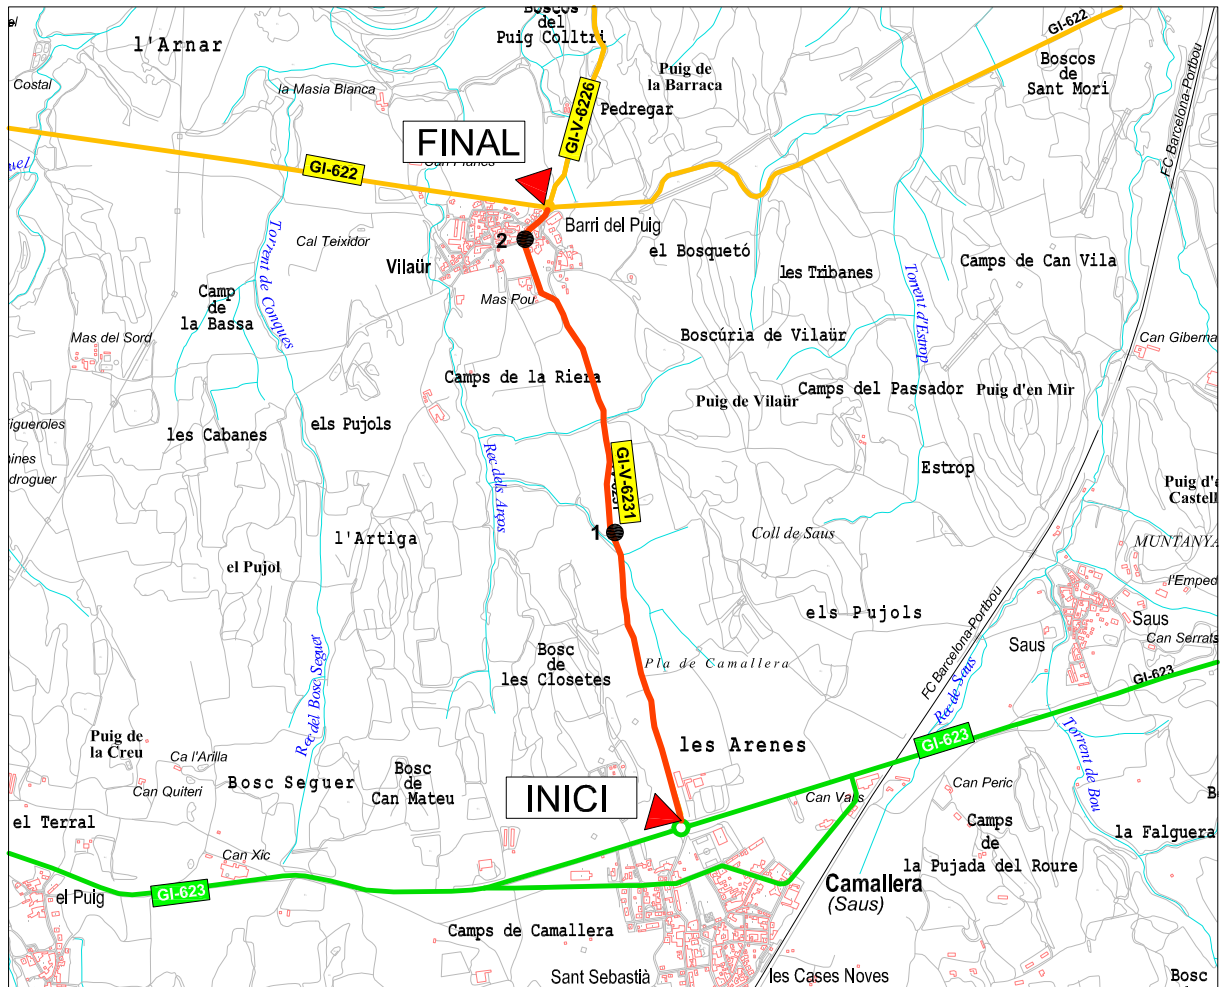 Boscos
del
Puig Colltri
GI-622
l'Arnar
Boscos
de
Sant Mori
Puig de
la Barraca
Costal
la Masia Blanca
Pedregar
GI-V-6226
FC Barcelona-Portbou
FINAL
GI-622
Barri del Puig
2
Cal Teixidor
el Bosquetó
Vilaür
les Tribanes
Camps de Can Vila
Torrent de Conques
Torrent d'Estrop
Camp
de
la Bassa
Mas Pou
Mas del Sord
Boscúria de Vilaür
Can Giberna
Camps de la Riera
Camps del Passador
Puig d'en Mir
Puig de Vilaür
igueroles
els Pujols
les Cabanes
nines
droguer
Rec dels Arços
GI-V-6231
Estrop
Puig d'e
Castell
1
l'Artiga
Coll de Saus
MUNTANYA
el Pujol
l'Emped
els Pujols
Saus
Can Serrats
Saus
FC Barcelona-Portbou
Bosc
de
les Closetes
Pla de Camallera
GI-623
Rec del Bosc Seguer
Rec de Saus
Puig de
la Creu
Ca l'Arilla
les Arenes
GI-623
Torrent de Bou
Bosc Seguer
Bosc
de
Can Mateu
Can Quiteri
INICI
Can Peric
Can Valls
el Terral
Camps
de
la Pujada del Roure
la Falguera
Can Xic
GI-623
el Puig
Camallera
(Saus)
Camps de Camallera
Sant Sebastià
les Cases Noves
Bosc